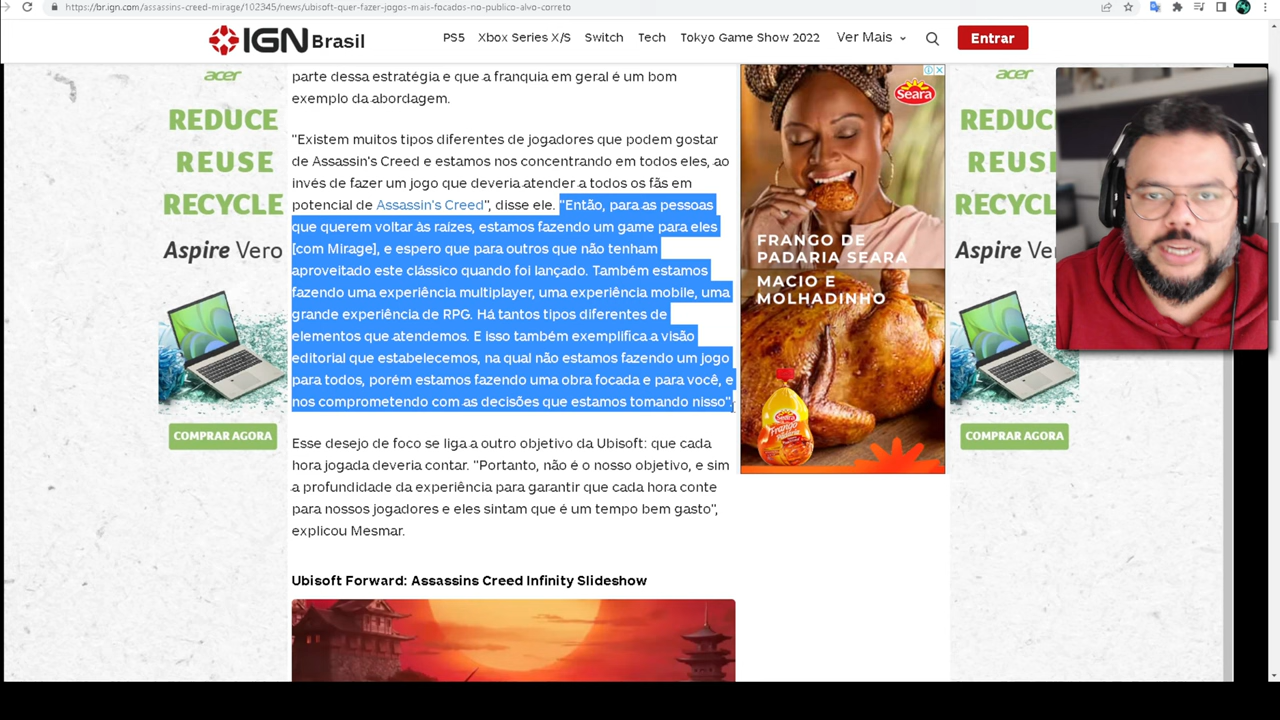 https://br.ign.com/assassins-creed-mirage/102345/news/ubisoft-quer-fazer-jogos-mais-focados-no-publico-alvo-correto
IGN Brasil
PS5 Xbox Series X/S Switch Tech Tokyo Game Show 2022 Ver Mais
Entrar
acer
REDUCE
REUSE
RECYCLE
Aspire Vero
COMPRAR AGORA
parte dessa estratégia e que a franquia em geral é um bom
exemplo da abordagem.
"Existem muitos tipos diferentes de jogadores que podem gostar
de Assassin's Creed e estamos nos concentrando em todos eles, ao
invés de fazer um jogo que deveria atender a todos os fãs em
potencial de Assassin's Creed", disse ele. "Então, para as pessoas
que querem voltar às raízes, estamos fazendo um game para eles
[com Mirage], e espero que para outros que não tenham
aproveitado este clássico quando foi lançado. Também estamos
fazendo uma experiência multiplayer, uma experiência mobile, uma
grande experiência de RPG. Há tantos tipos diferentes de
elementos que atendemos. E isso também exemplifica a visão
editorial que estabelecemos, na qual não estamos fazendo um jogo
para todos, porém estamos fazendo uma obra focada e para você, e
nos comprometendo com as decisões que estamos tomando nisso".
Esse desejo de foco se liga a outro objetivo da Ubisoft: que cada
hora jogada deveria contar. "Portanto, não é o nosso objetivo, e sim
a profundidade da experiência para garantir que cada hora conte
para nossos jogadores e eles sintam que é um tempo bem gasto",
explicou Mesmar.
Ubisoft Forward: Assassins Creed Infinity Slideshow
Seara
FRANGO DE
PADARIA SEARA
MACIO E
MOLHADINHO
Seara
Frango
padaria
acer
REDUC
REUS
RECYC
Aspire Ve
COMPRAR AGORA